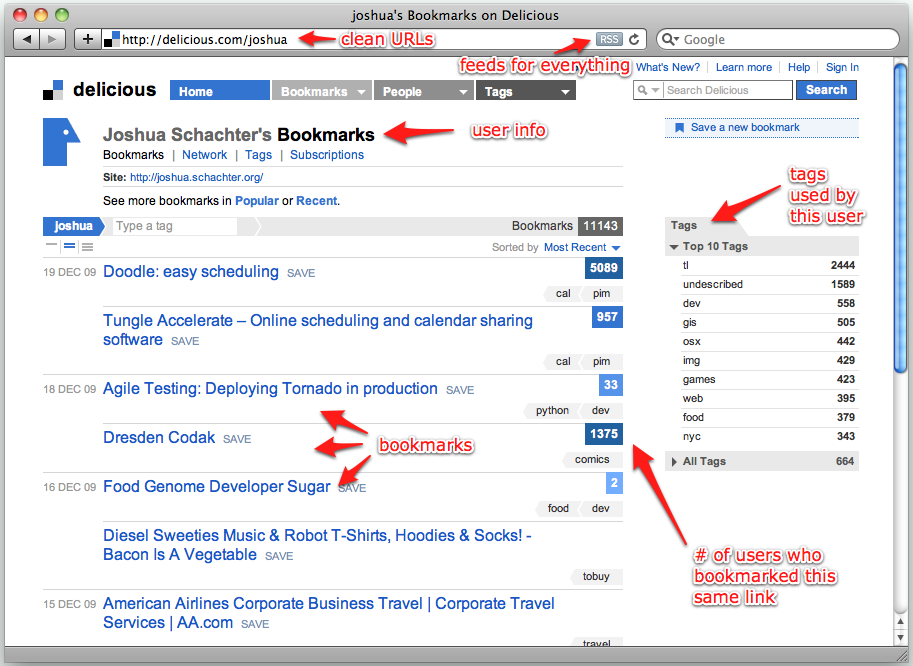 joshua's Bookmarks on Delicious
http://delicious.com/joshua
clean URLs
RSS
Google
feeds for everything
What's New?
Learn more
Help
Sign In
delicious
Home
Bookmarks
People
Tags
Search Delicious
Search
Joshua Schachter's Bookmarks
user info
Save a new bookmark
Bookmarks | Network | Tags | Subscriptions
Site: http://joshua.schachter.org/
See more bookmarks in Popular or Recent.
tags
used by
this user
joshua
Type a tag
Bookmarks 11143
Sorted by Most Recent
Tags
Top 10 Tags
tl 2444
undescribed 1589
dev 558
gis 505
osx 442
img 429
games 423
web 395
food 379
nyc 343
All Tags 664
19 DEC 09 Doodle: easy scheduling SAVE 5089
cal pim
Tungle Accelerate – Online scheduling and calendar sharing 957
software SAVE
cal pim
18 DEC 09 Agile Testing: Deploying Tornado in production SAVE 33
python dev
Dresden Codak SAVE 1375
bookmarks
comics
16 DEC 09 Food Genome Developer Sugar SAVE 2
food dev
Diesel Sweeties Music & Robot T-Shirts, Hoodies & Socks! -
Bacon Is A Vegetable SAVE
tobuy
# of users who
bookmarked this
same link
15 DEC 09 American Airlines Corporate Business Travel | Corporate Travel
Services | AA.com SAVE
travel